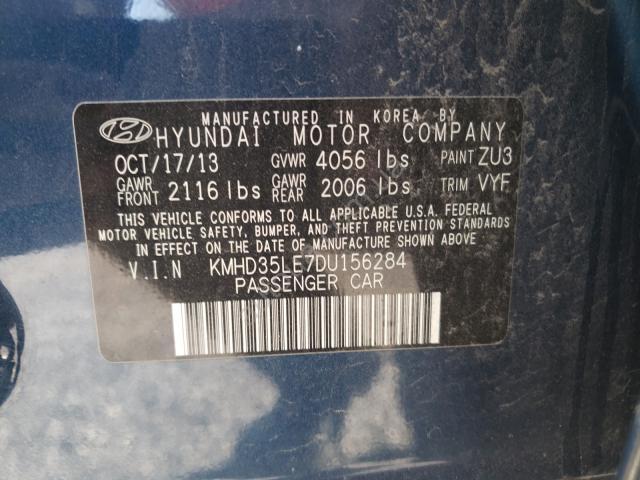 MANUFACTURED IN KOREA BY
HYUNDAI MOTOR COMPANY
OCT/17/13 GVWR 4056 lbs PAINT ZU3
GAWR FRONT 2116 lbs GAWR REAR 2006 lbs TRIM VYF
THIS VEHICLE CONFORMS TO ALL APPLICABLE U.S.A. FEDERAL
MOTOR VEHICLE SAFETY, BUMPER, AND THEFT PREVENTION STANDARDS
IN EFFECT ON THE DATE OF MANUFACTURE SHOWN ABOVE
V.I.N KMHD35LE7DU156284
PASSENGER CAR